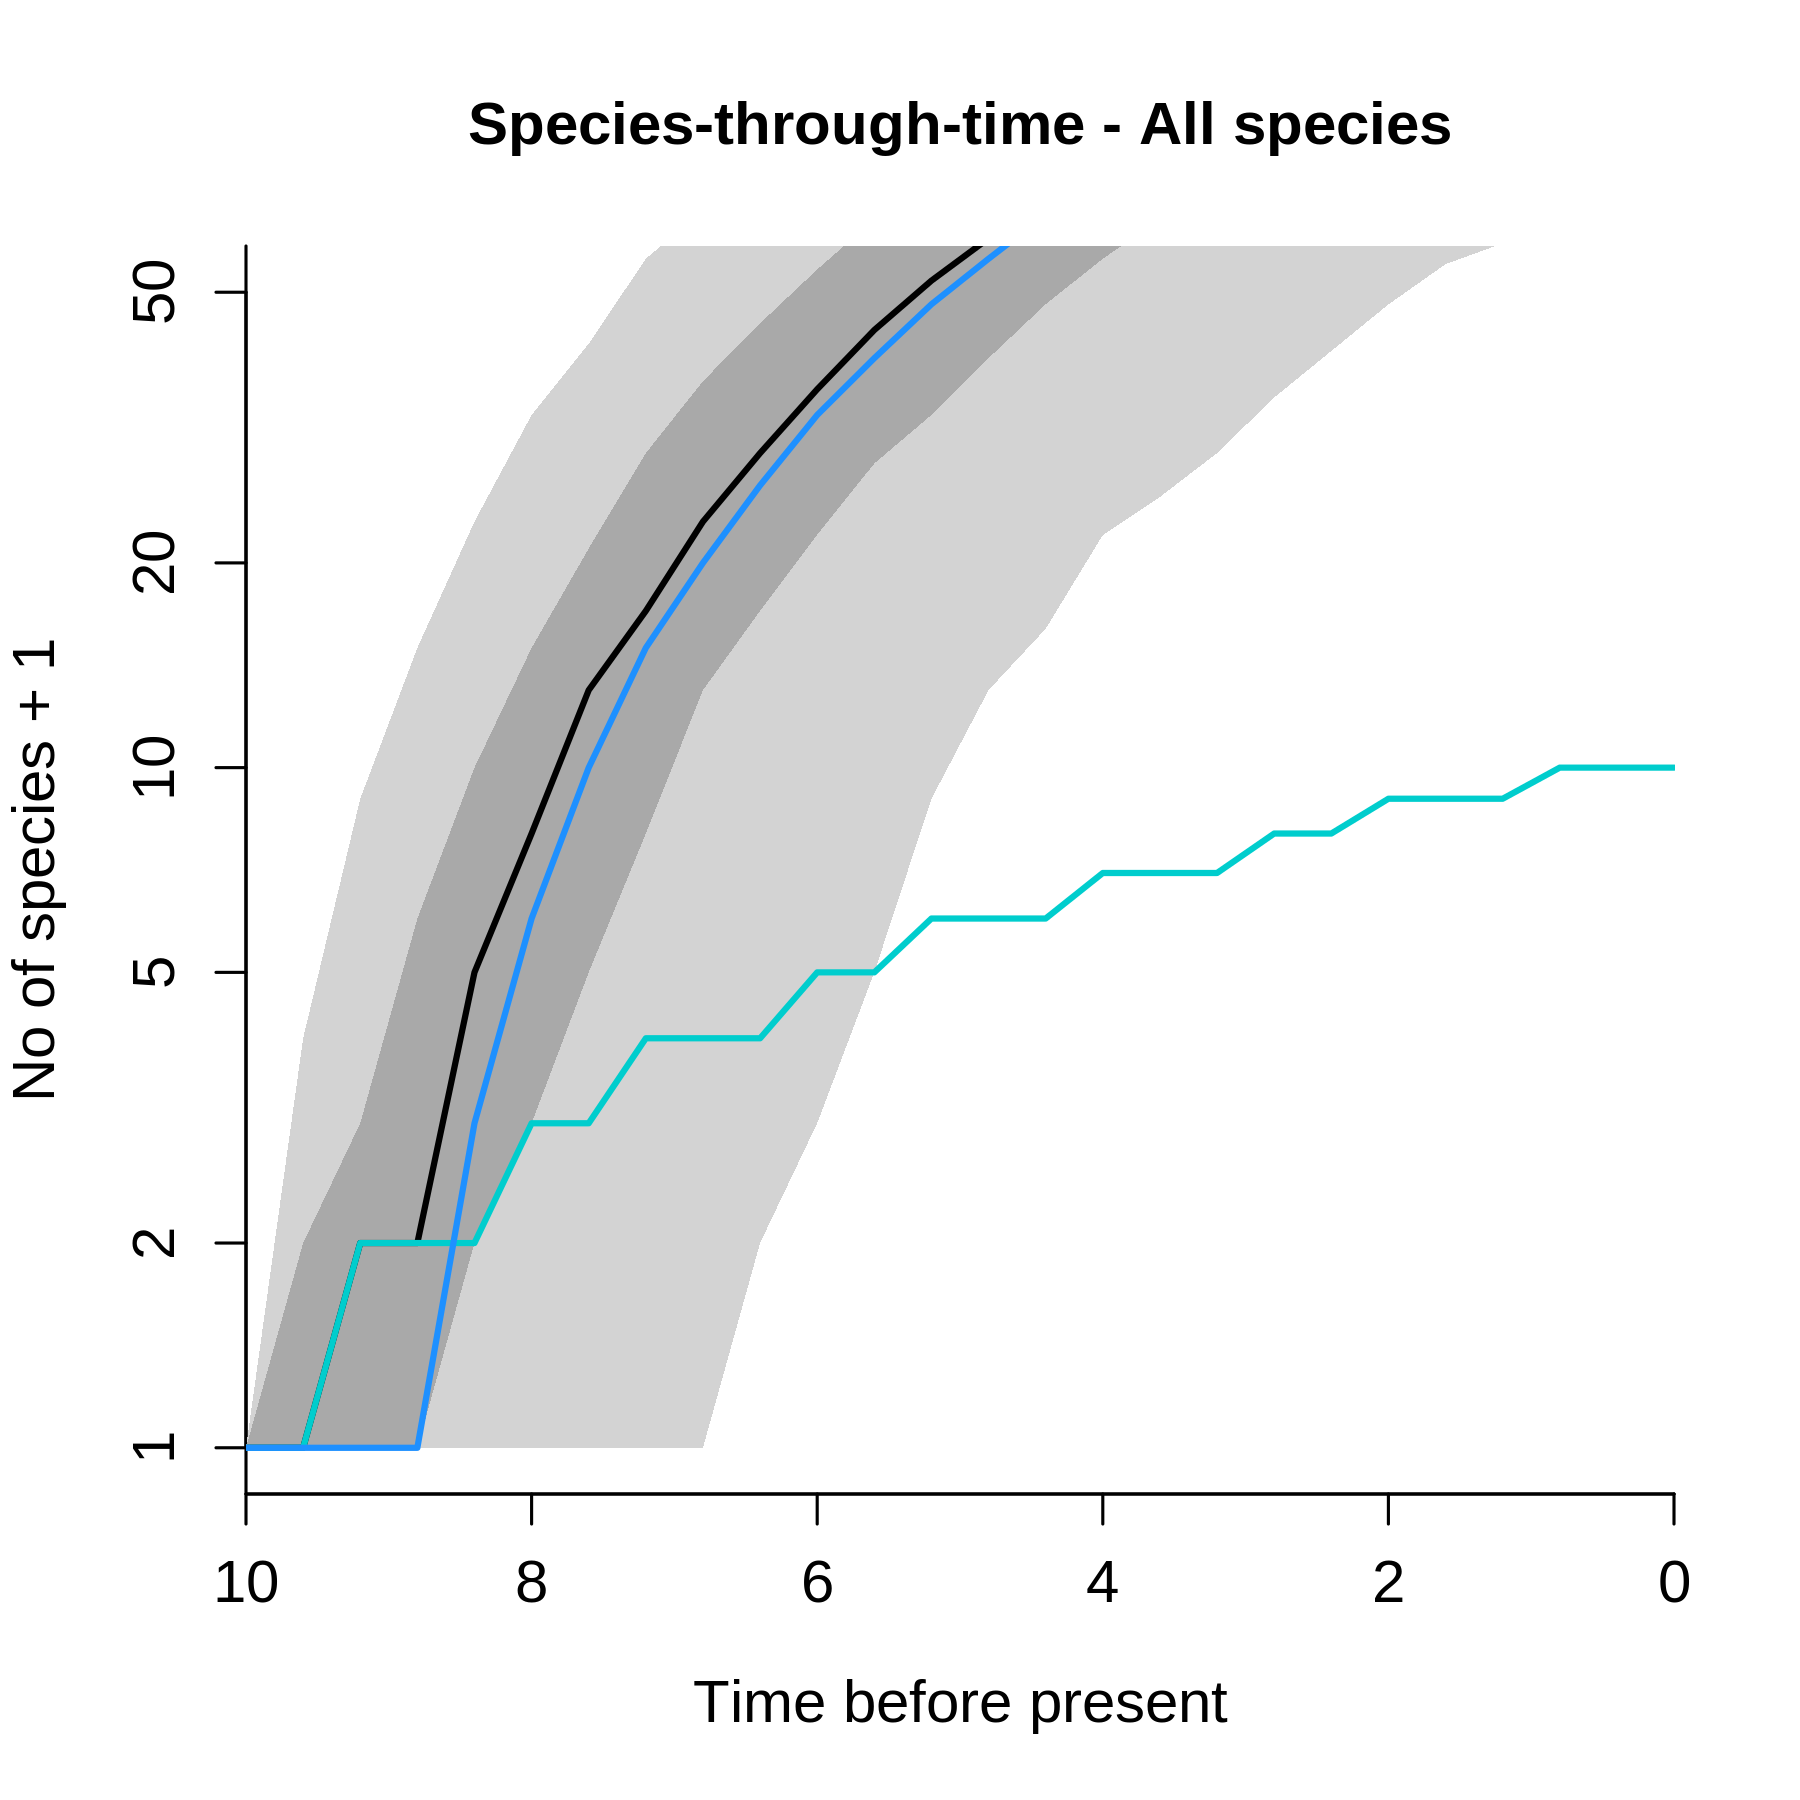 Species-through-time - All species
No of species + 1
50
20
10
5
2
1
10 8 6 4 2 0
Time before present